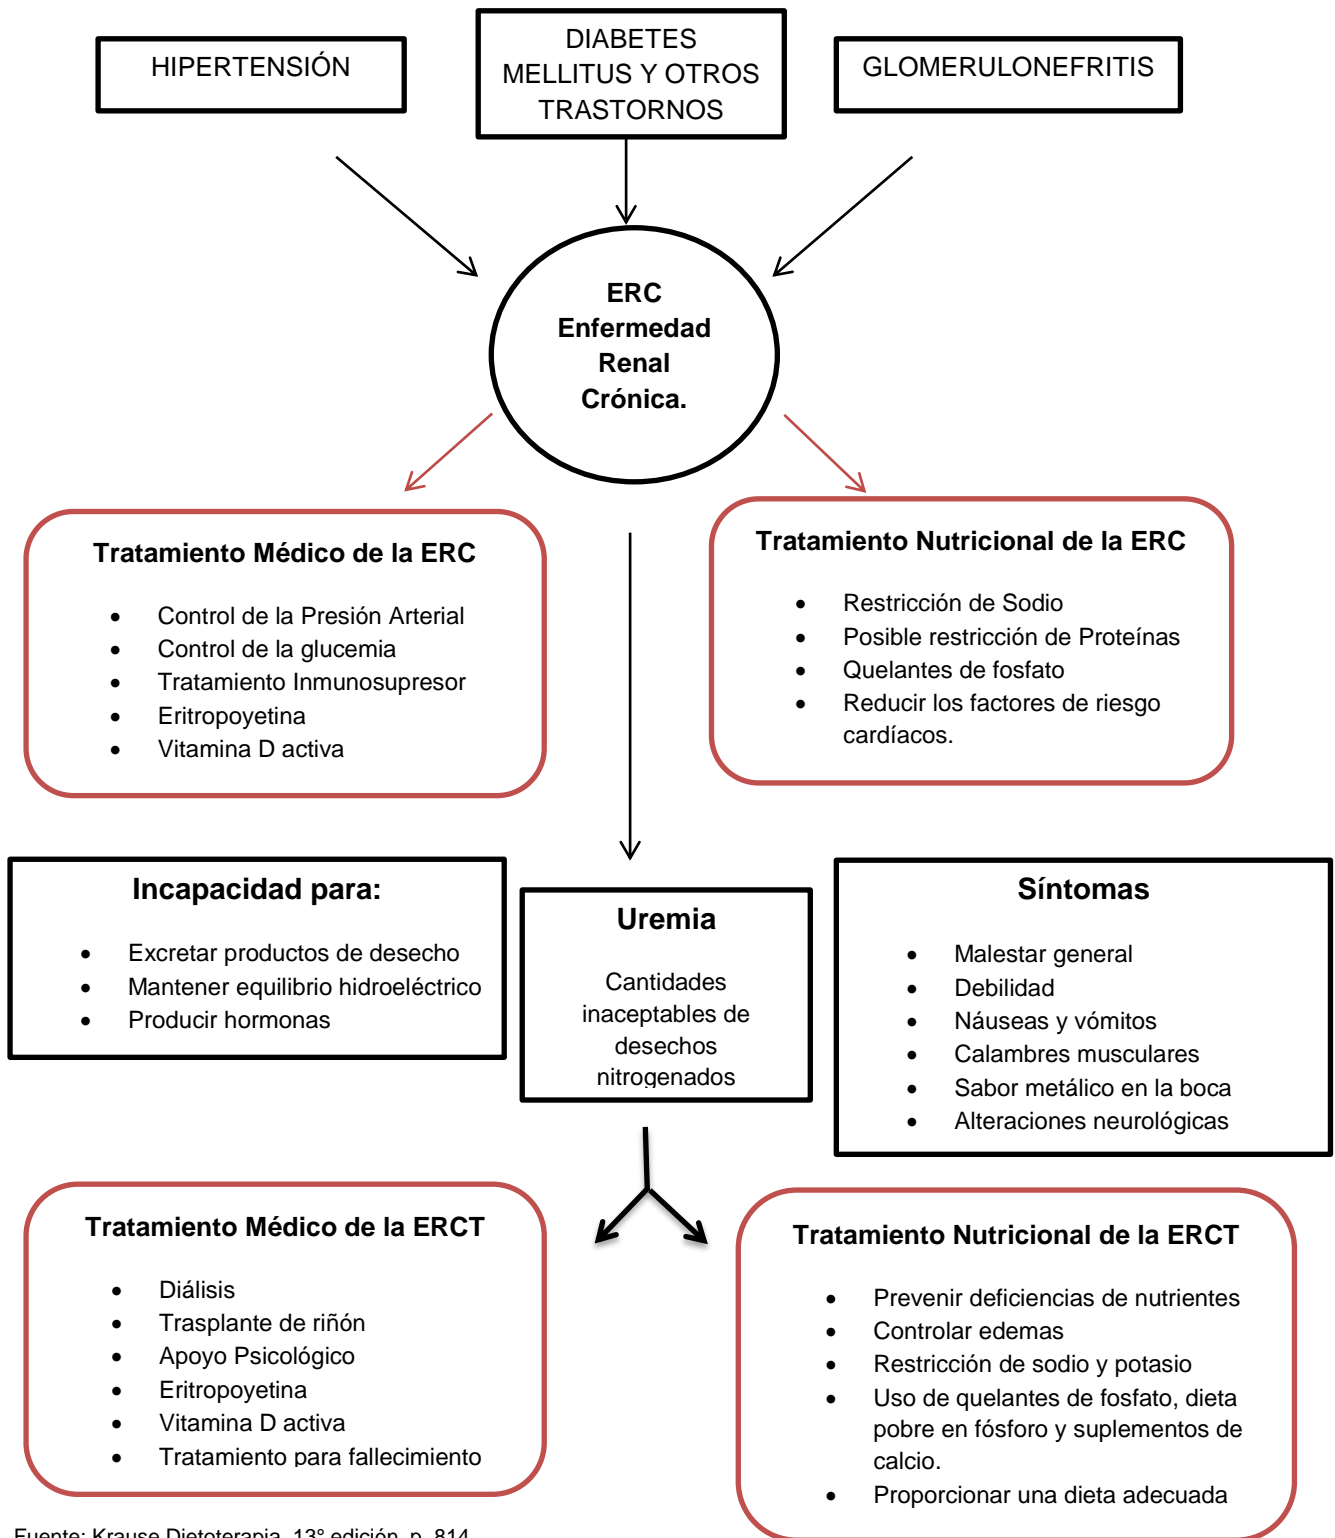 HIPERTENSIÓN
DIABETES
MELLITUS Y OTROS
TRASTORNOS
GLOMERULONEFRITIS
ERC
Enfermedad
Renal
Crónica.
Tratamiento Médico de la ERC
• Control de la Presión Arterial
• Control de la glucemia
• Tratamiento Inmunosupresor
• Eritropoyetina
• Vitamina D activa
Tratamiento Nutricional de la ERC
• Restricción de Sodio
• Posible restricción de Proteínas
• Quelantes de fosfato
• Reducir los factores de riesgo
cardíacos.
Incapacidad para:
• Excretar productos de desecho
• Mantener equilibrio hidroeléctrico
• Producir hormonas
Uremia
Cantidades
inaceptables de
desechos
nitrogenados
Síntomas
• Malestar general
• Debilidad
• Náuseas y vómitos
• Calambres musculares
• Sabor metálico en la boca
• Alteraciones neurológicas
Tratamiento Médico de la ERCT
• Diálisis
• Trasplante de riñón
• Apoyo Psicológico
• Eritropoyetina
• Vitamina D activa
• Tratamiento para fallecimiento
Tratamiento Nutricional de la ERCT
• Prevenir deficiencias de nutrientes
• Controlar edemas
• Restricción de sodio y potasio
• Uso de quelantes de fosfato, dieta
pobre en fósforo y suplementos de
calcio.
• Proporcionar una dieta adecuada
Fuente: Krause Dietoterapia, 13° edición, p. 814